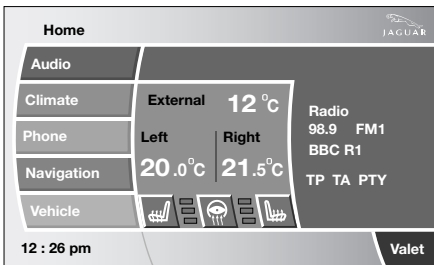 Home
JAGUAR
Audio
Climate
Phone
Navigation
Vehicle
External 12 °c
Left Right
20.0°c 21.5°c
Radio
98.9 FM1
BBC R1
TP TA PTY
12 : 26 pm
Valet